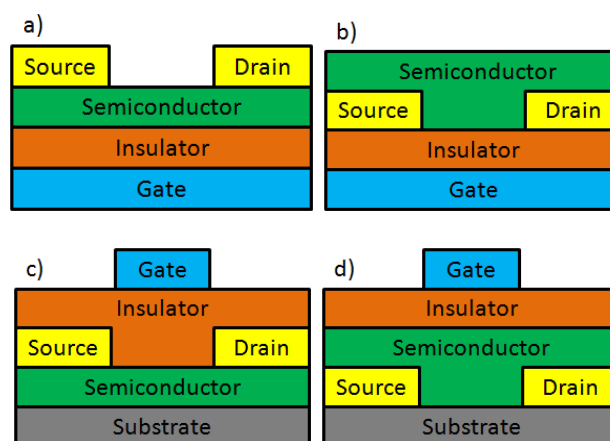 a)
Source
Drain
Semiconductor
Insulator
Gate
b)
Semiconductor
Source
Drain
Insulator
Gate
c)
Gate
Insulator
Source
Drain
Semiconductor
Substrate
d)
Gate
Insulator
Semiconductor
Source
Drain
Substrate